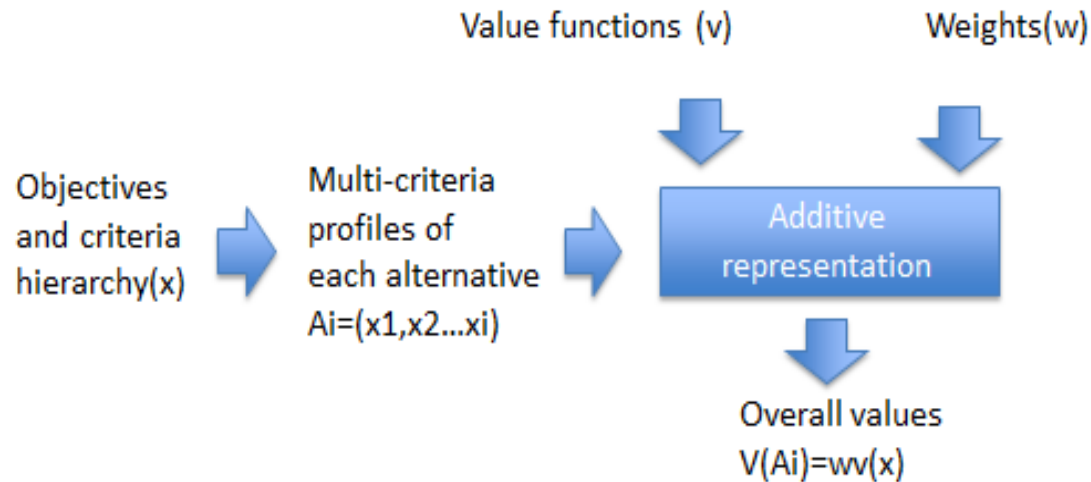 Value functions (v)
Weights(w)
Objectives
and criteria
hierarchy(x)
Multi-criteria
profiles of
each alternative
Ai=(x1,x2...xi)
Additive
representation
Overall values
V(Ai)=wv(x)